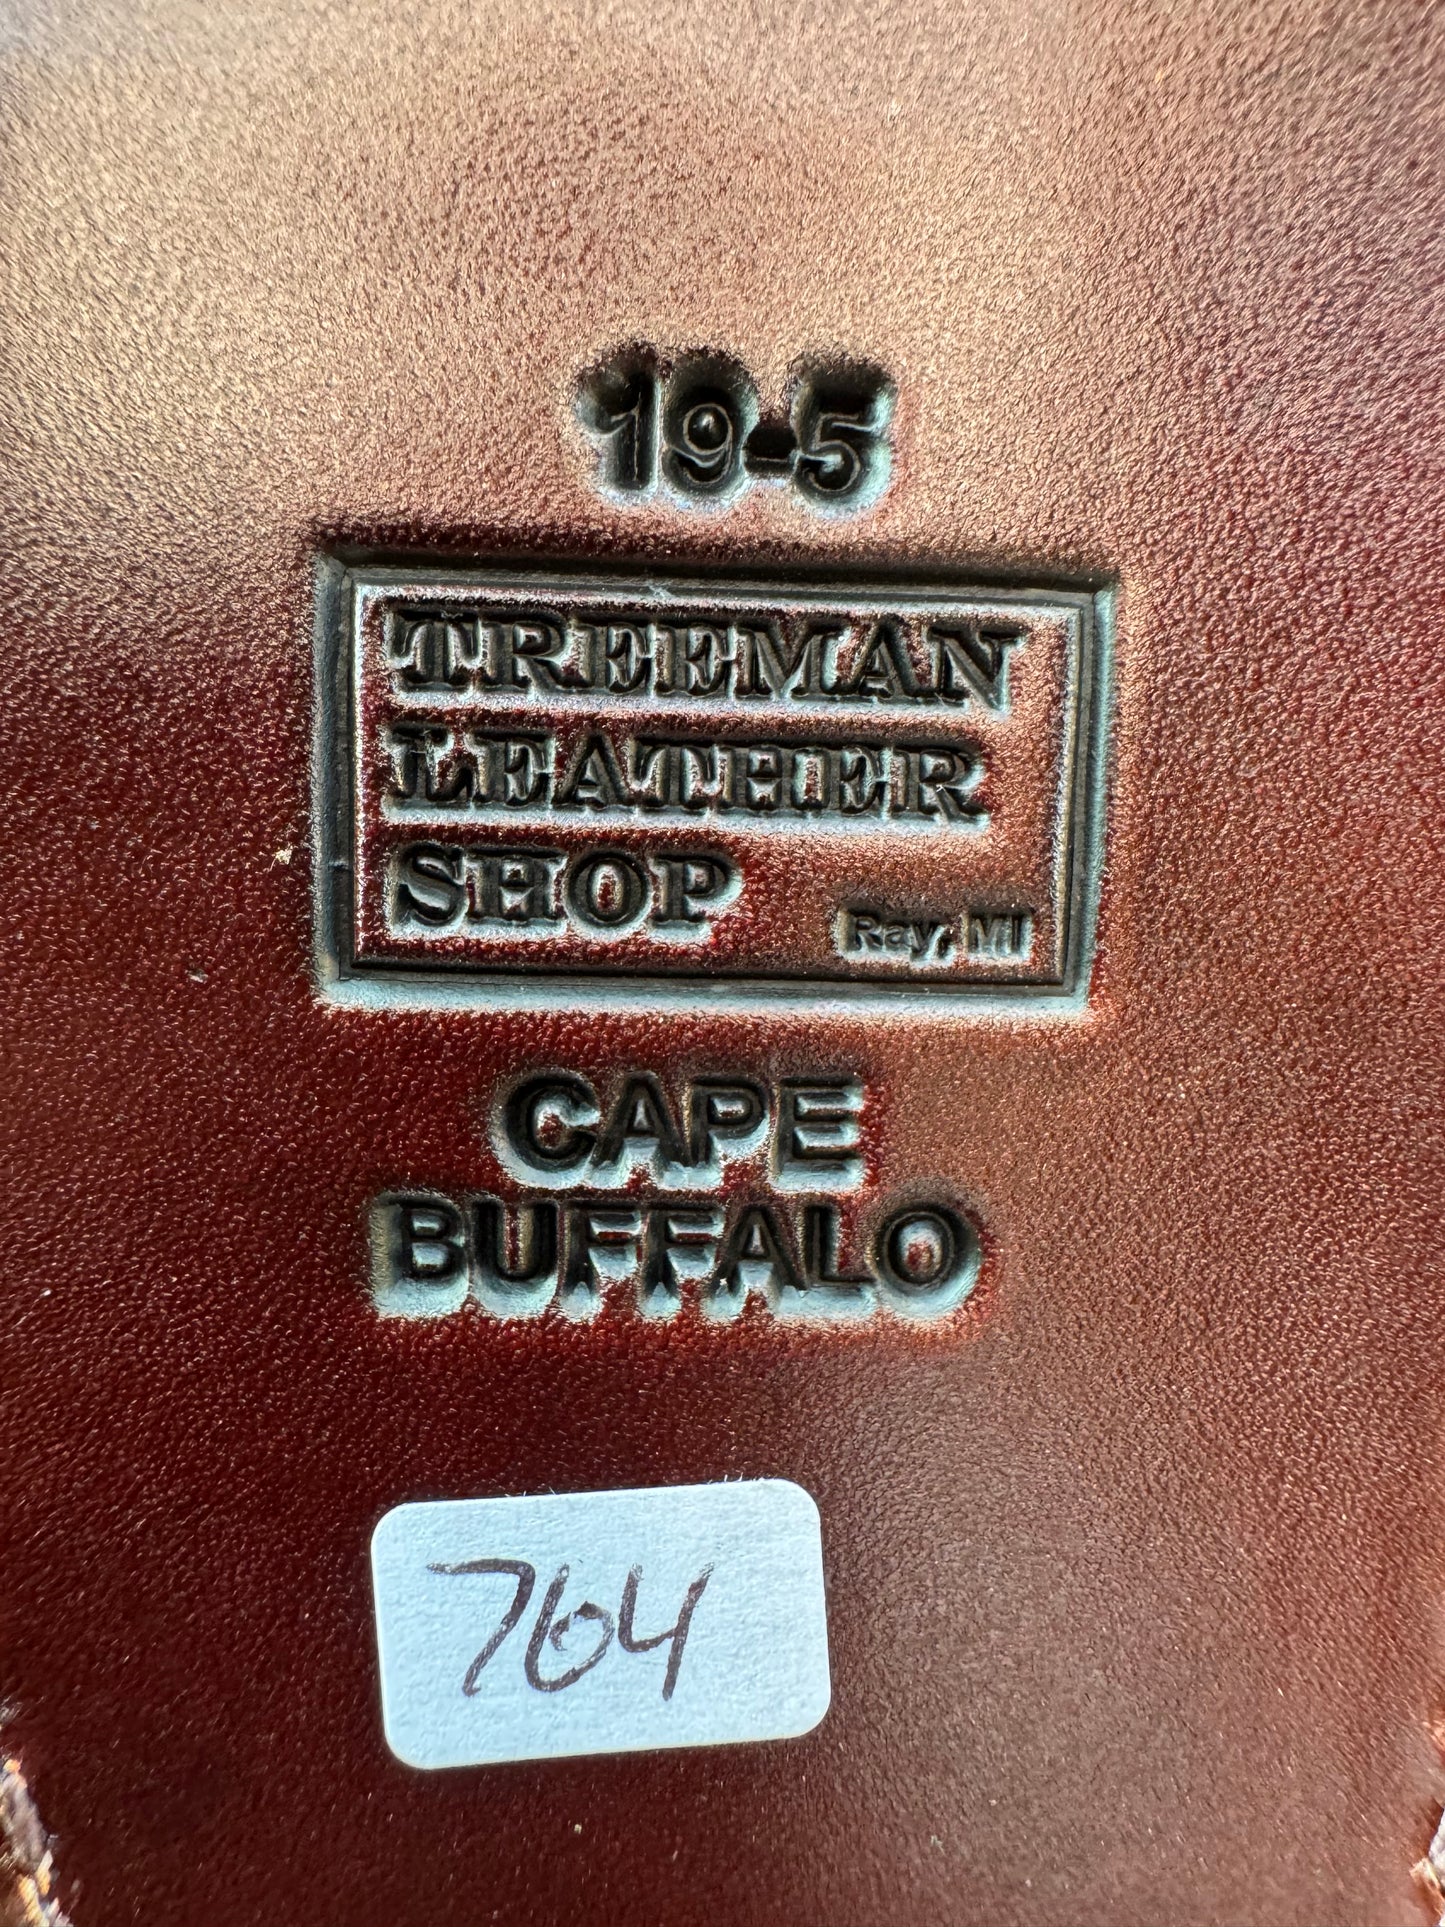 19-5
TREEMAN
LEATHER
SHOP Ray, MI
CAPE
BUFFALO
764